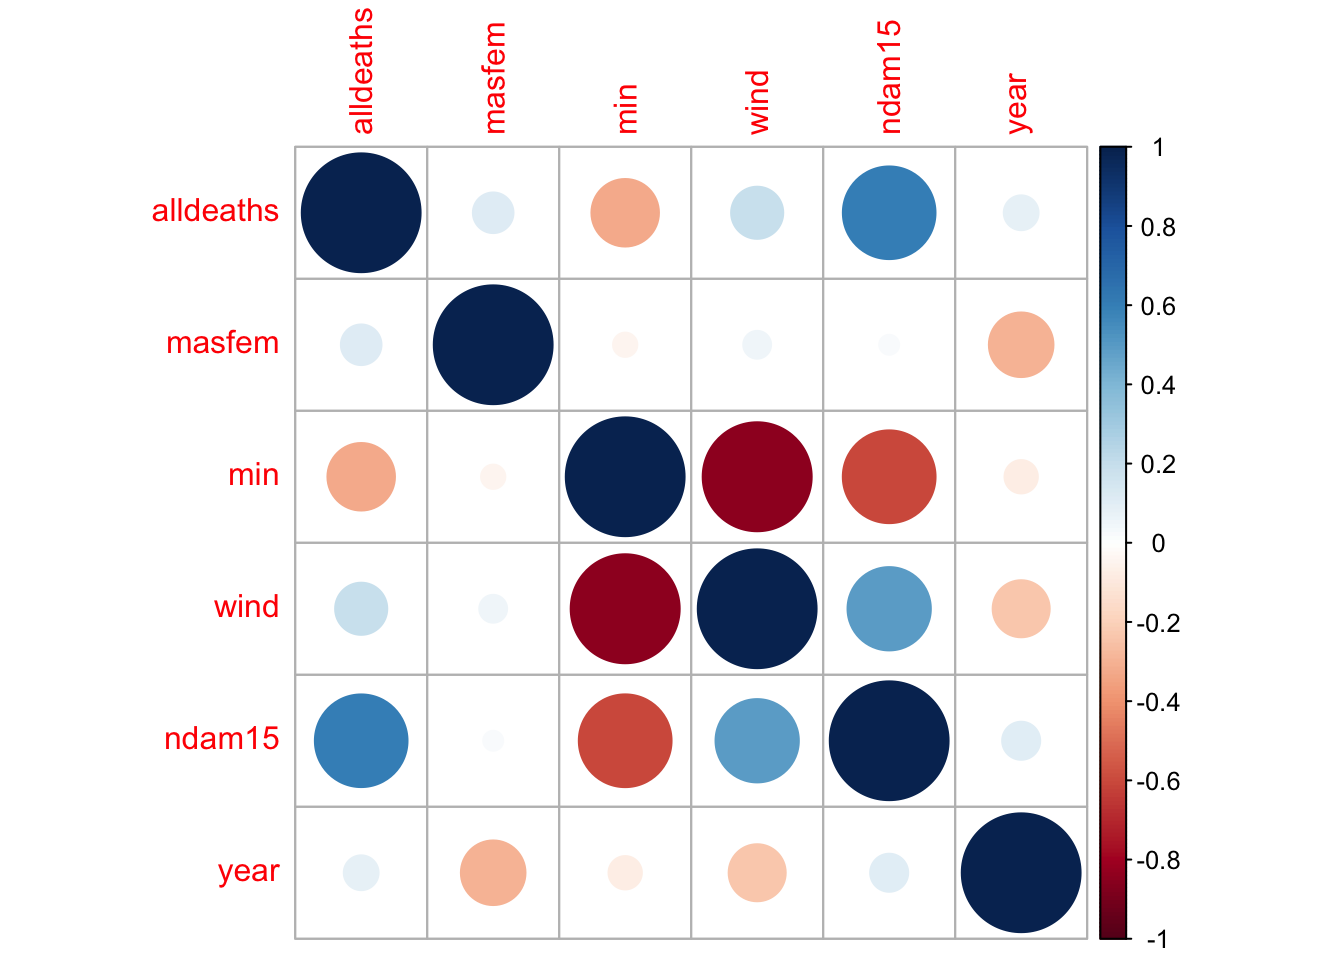 alldeaths
masfem
min
wind
ndam15
year
alldeaths
masfem
min
wind
ndam15
year
1
0.8
0.6
0.4
0.2
0
-0.2
-0.4
-0.6
-0.8
-1